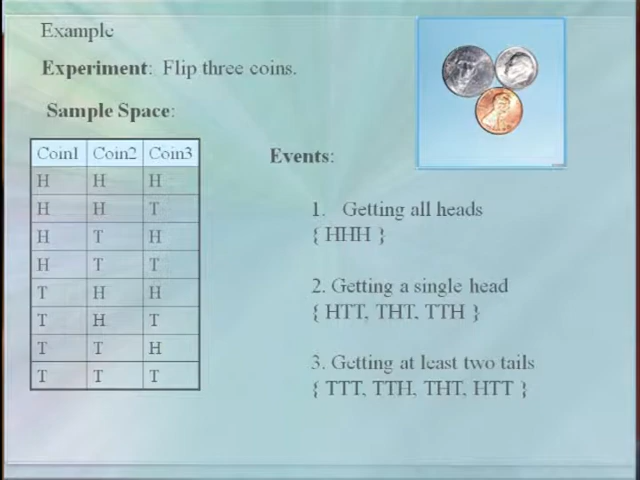 Example
Experiment: Flip three coins.
Sample Space:
Coin1 Coin2 Coin3
H H H
H H T
H T H
H T T
T H H
T H T
T T H
T T T
Events:
1. Getting all heads
{ HHH }
2. Getting a single head
{ HTT, THT, TTH }
3. Getting at least two tails
{ TTT, TTH, THT, HTT }